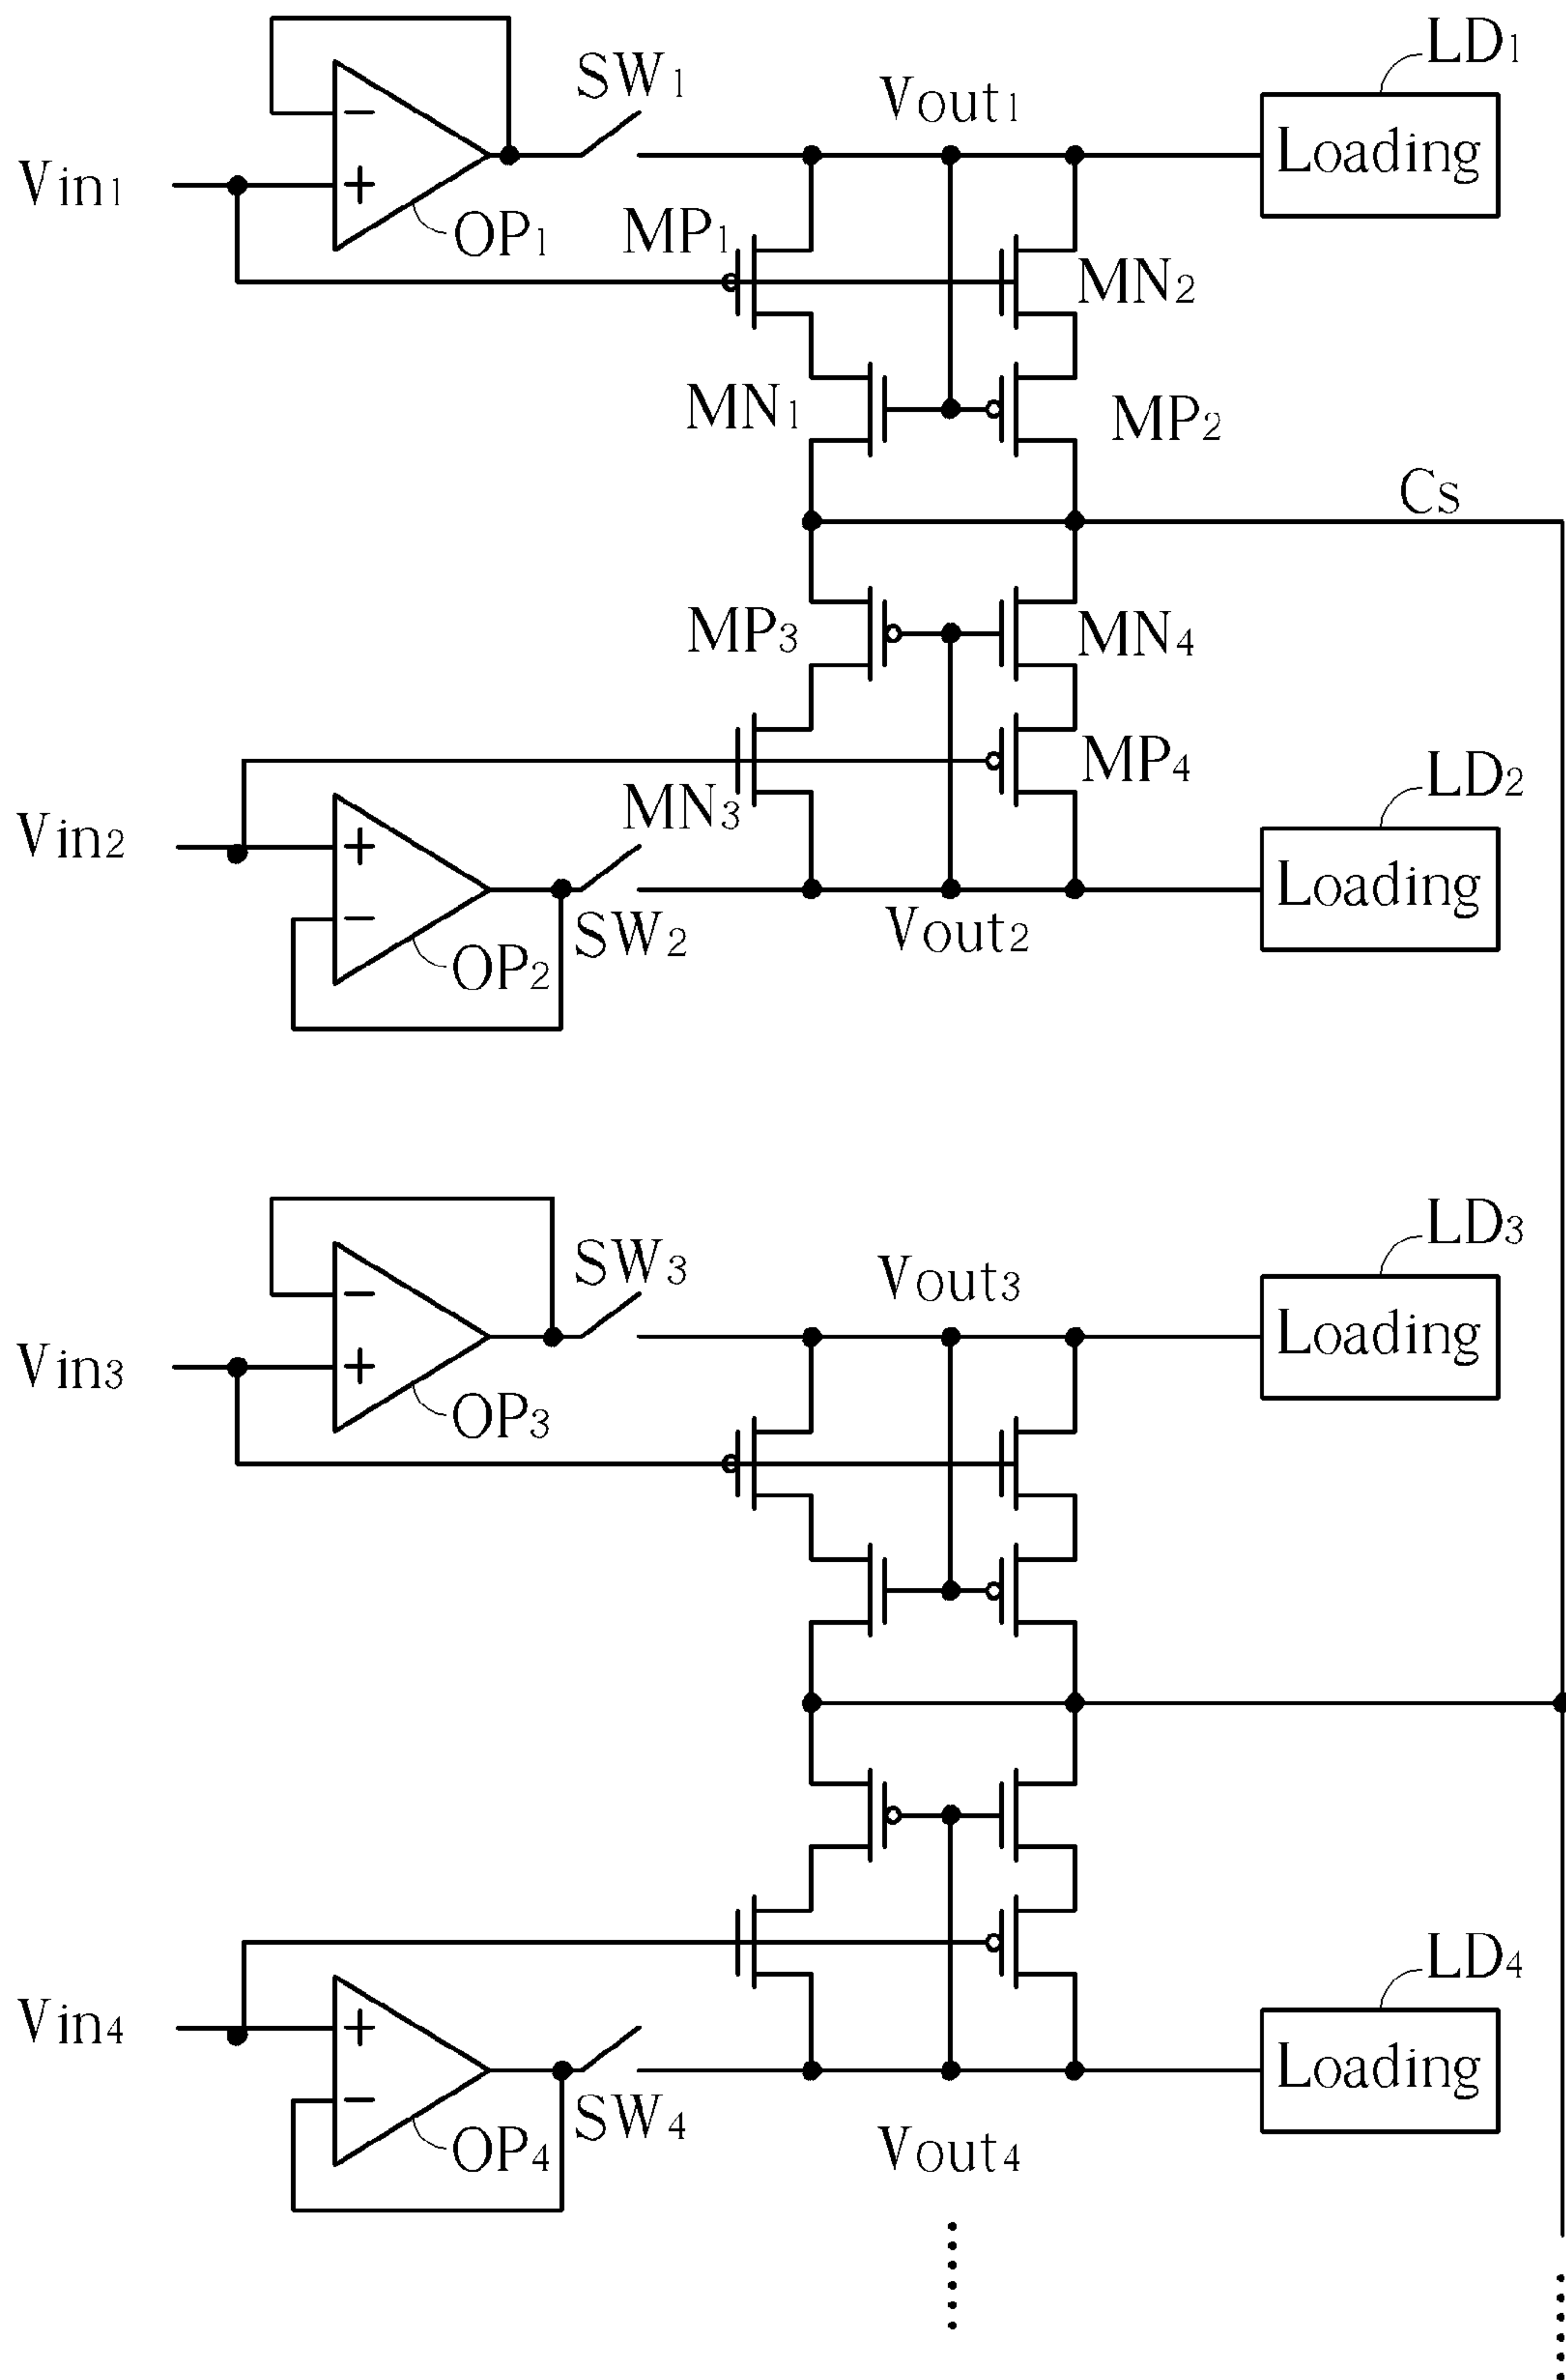 LD1
SW1
Vout1
Loading
Vin1
OP1
MP1
MN2
MN1
MP2
Cs
MP3
MN4
MP4
LD2
MN3
Vin2
Loading
SW2
Vout2
OP2
LD3
SW3
Vout3
Loading
Vin3
OP3
LD4
Vin4
Loading
SW4
OP4
Vout4